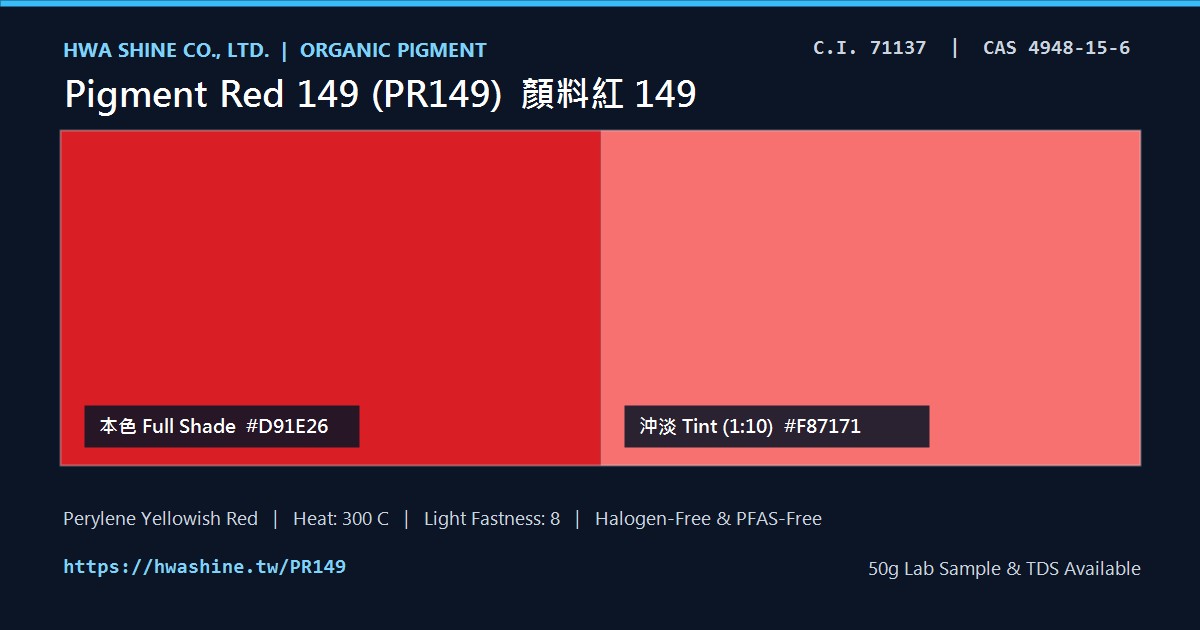 HWA SHINE CO., LTD. | ORGANIC PIGMENT
C.I. 71137 | CAS 4948-15-6
Pigment Red 149 (PR149) 顏料紅 149
本色 Full Shade #D91E26
沖淡 Tint (1:10) #F87171
Perylene Yellowish Red | Heat: 300 C | Light Fastness: 8 | Halogen-Free & PFAS-Free
https://hwashine.tw/PR149
50g Lab Sample & TDS Available